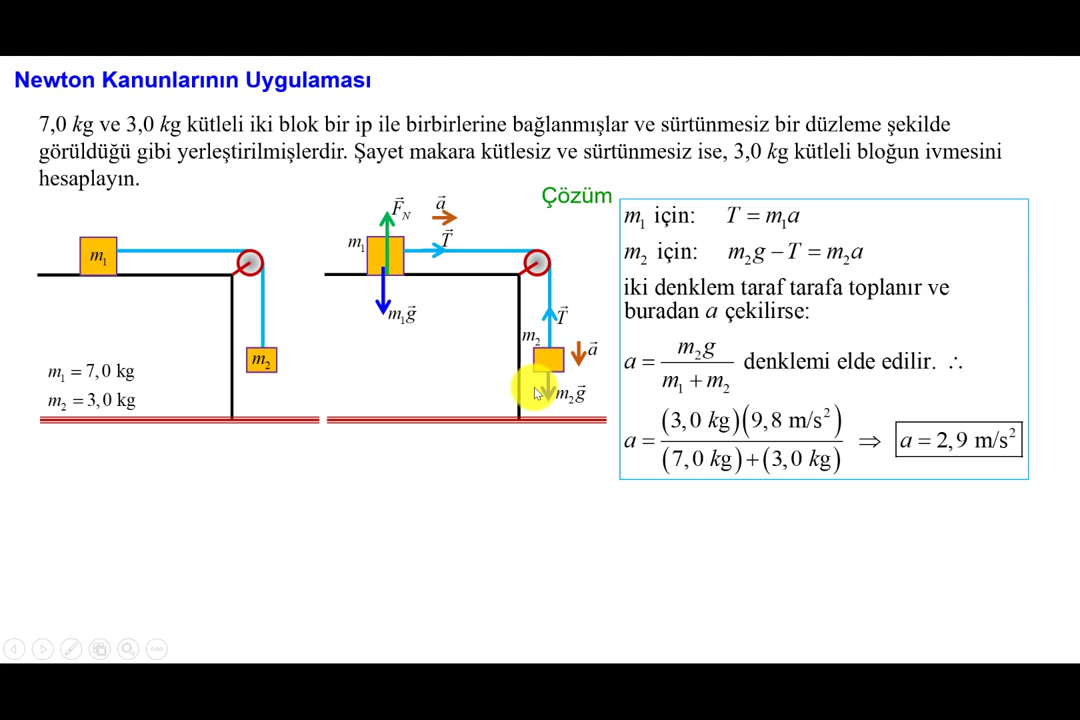 Newton Kanunlarının Uygulaması
7,0 kg ve 3,0 kg kütleli iki blok bir ip ile birbirlerine bağlanmışlar ve sürtünmesiz bir düzleme şekilde
görüldüğü gibi yerleştirilmişlerdir. Şayet makara kütlesiz ve sürtünmesiz ise, 3,0 kg kütleli bloğun ivmesini
hesaplayın.
Çözüm
m₁
m₂
m₁ = 7,0 kg
m₂ = 3,0 kg
F⃗_N
a⃗
m₁
T⃗
m₁g⃗
T⃗
m₂
a⃗
m₂g⃗
m₁ için: T = m₁a
m₂ için: m₂g − T = m₂a
iki denklem taraf tarafa toplanır ve
buradan a çekilirse:
a = m₂g / m₁ + m₂ denklemi elde edilir. ∴
a = (3,0 kg)(9,8 m/s²) / (7,0 kg)+(3,0 kg) ⇒ a = 2,9 m/s²